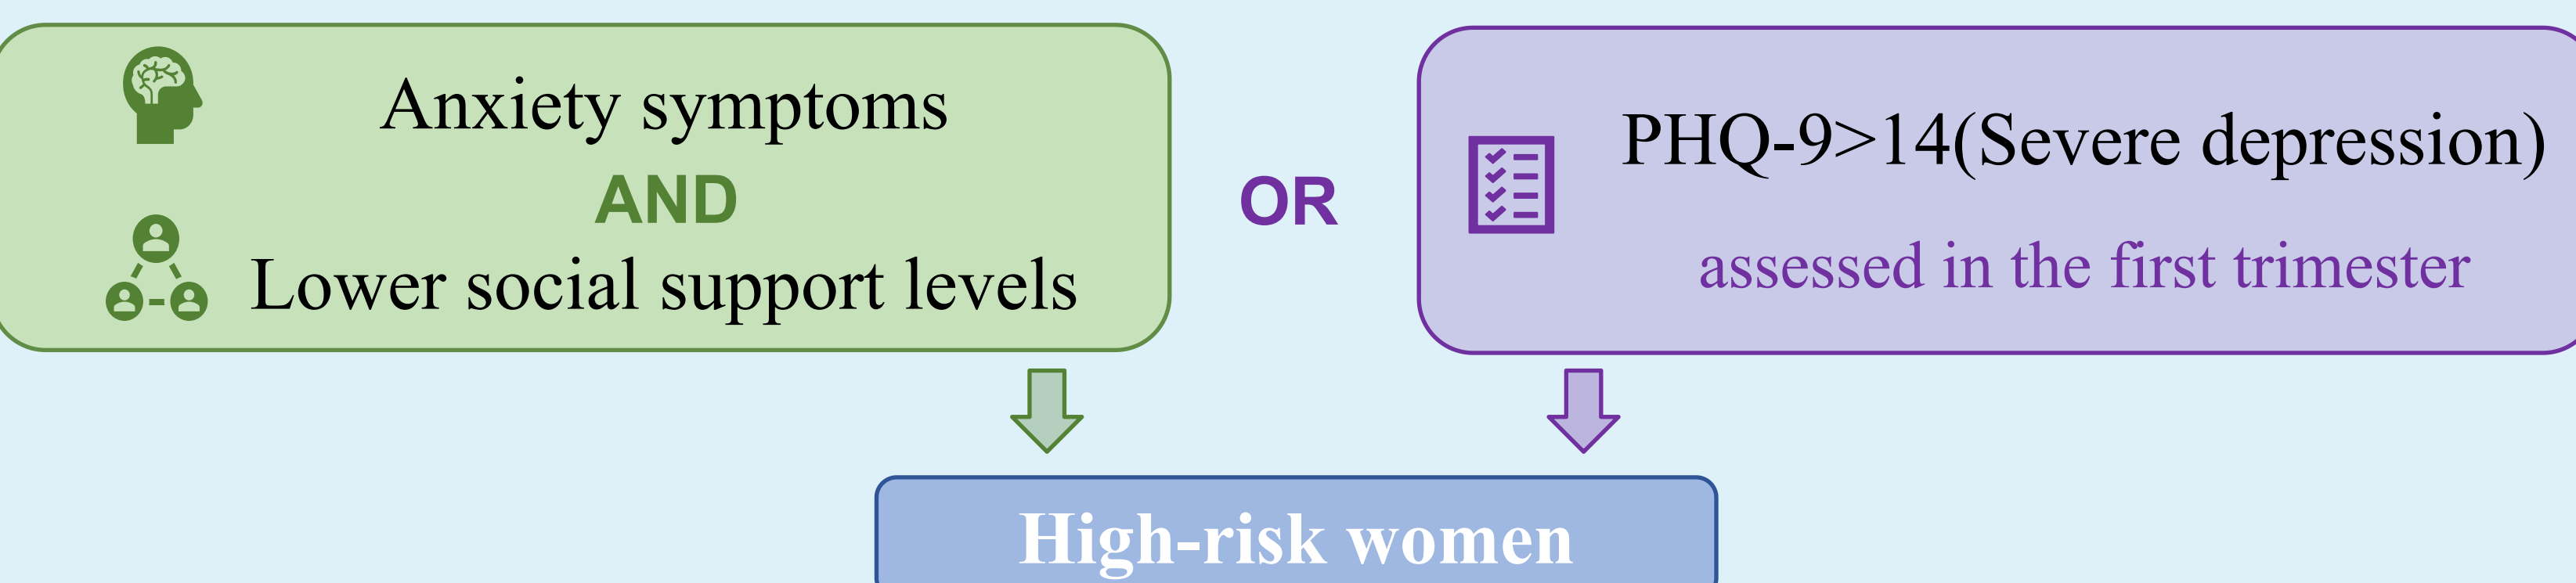 Anxiety symptoms
AND
Lower social support levels
OR
PHQ-9>14(Severe depression)
assessed in the first trimester
High-risk women